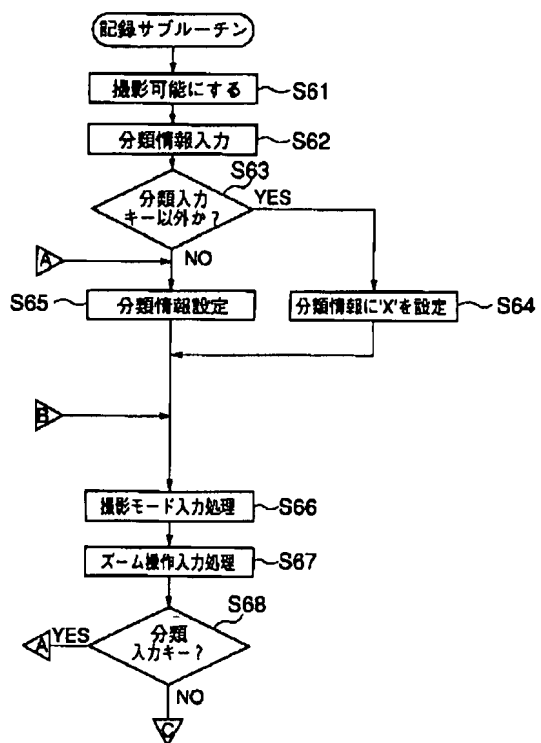 記録サブルーチン
撮影可能にする
S61
分類情報入力
S62
S63
分類入力
キー以外か?
YES
NO
A
S65
分類情報設定
分類情報に'X'を設定
S64
B
撮影モード入力処理
S66
ズーム操作入力処理
S67
S68
分類
入力キー?
A
YES
NO
C